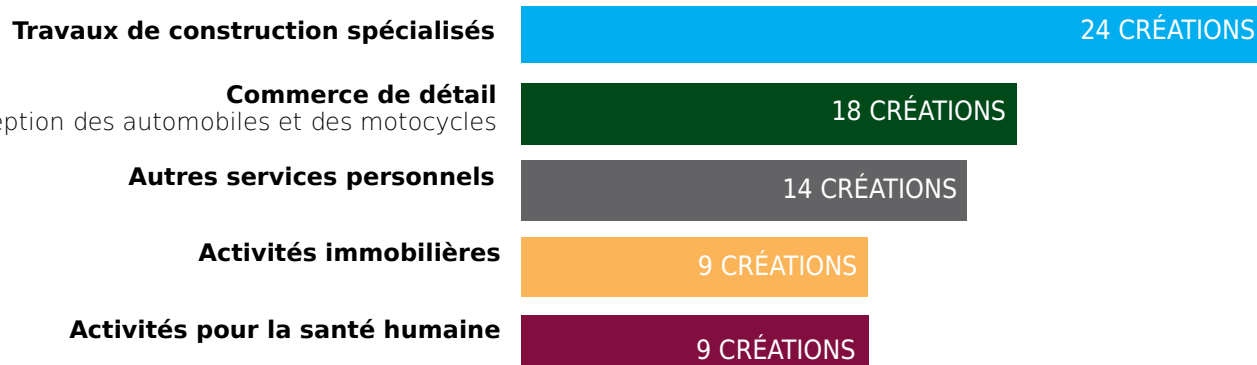 Travaux de construction spécialisés
24 CRÉATIONS
Commerce de détail
18 CRÉATIONS
des automobiles et des motocycles
Autres services personnels
14 CRÉATIONS
Activités immobilières
9 CRÉATIONS
Activités pour la santé humaine
9 CRÉATIONS